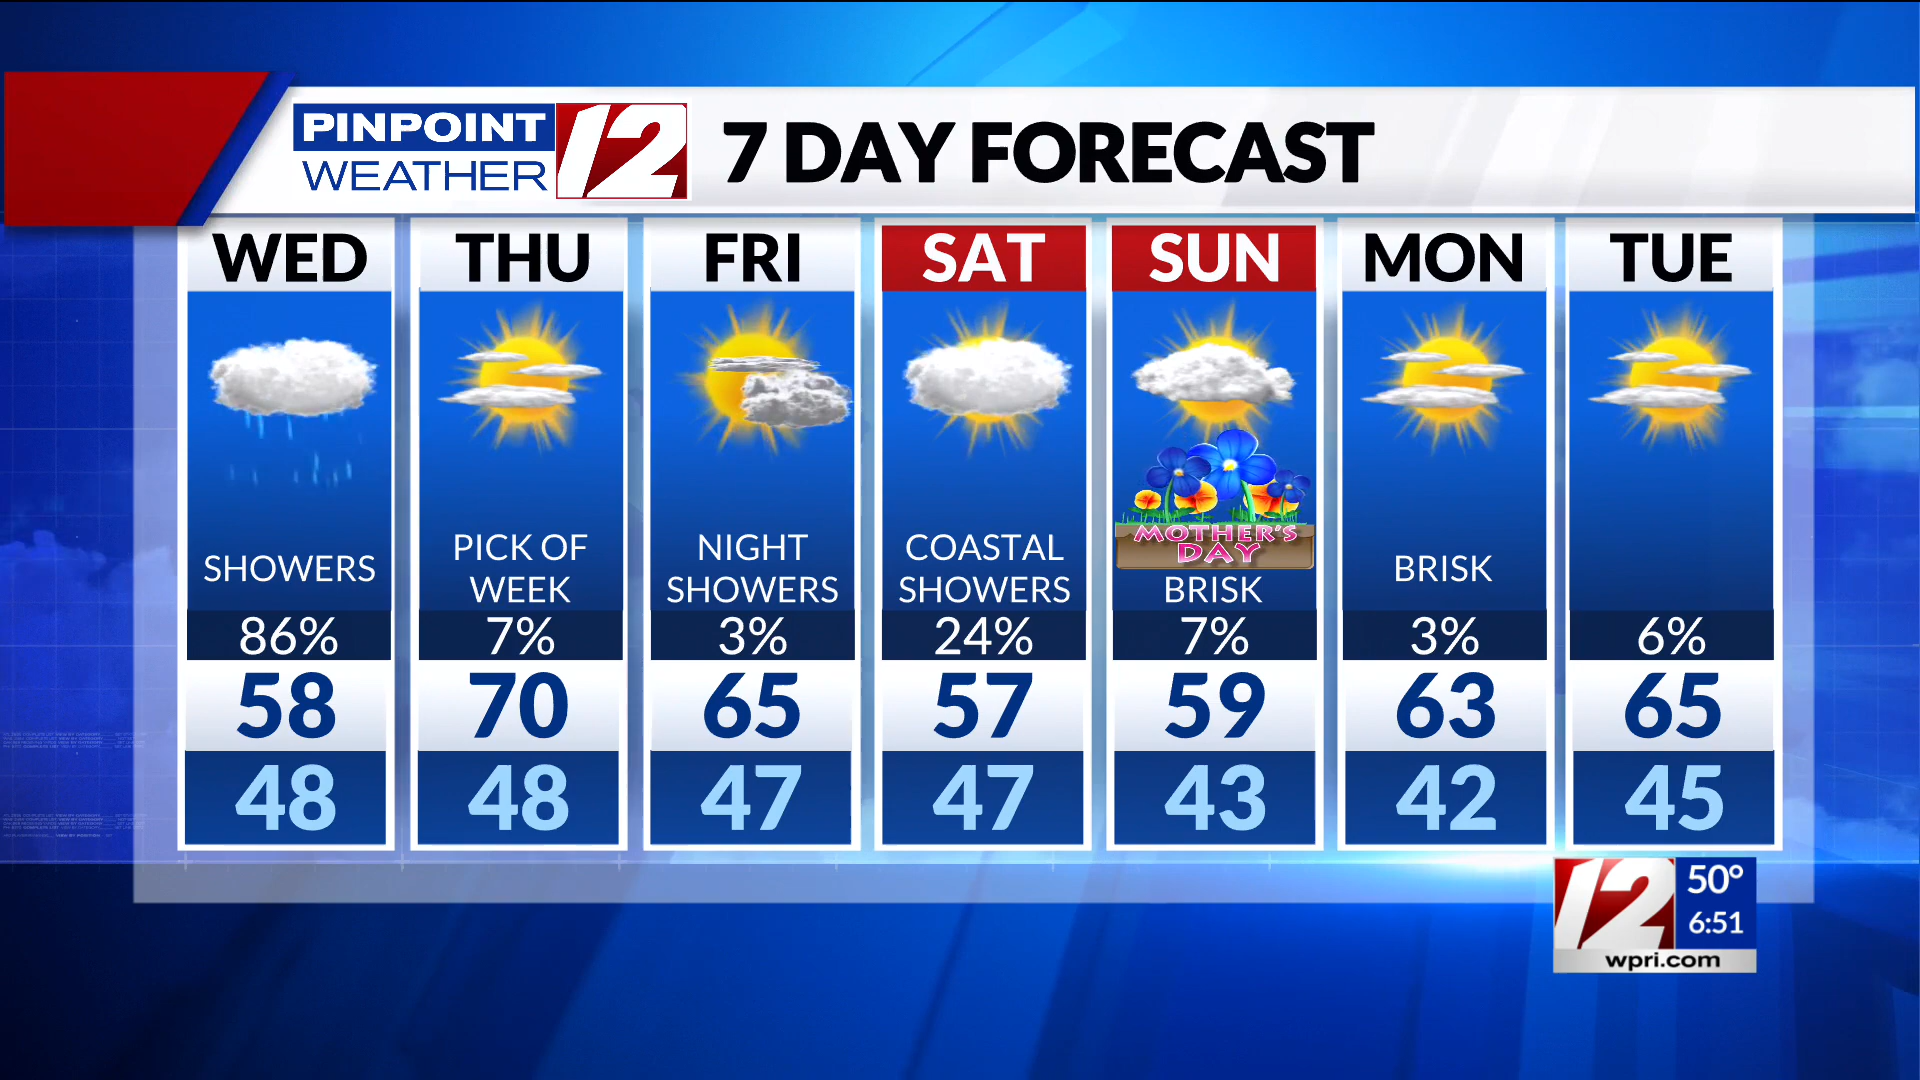 PINPOINT
WEATHER
12
7 DAY FORECAST
WED
SHOWERS
86%
58
48
THU
PICK OF
WEEK
7%
70
48
FRI
NIGHT
SHOWERS
3%
65
47
SAT
COASTAL
SHOWERS
24%
57
47
SUN
MOTHER'S
DAY
BRISK
7%
59
43
MON
BRISK
3%
63
42
TUE
6%
65
45
12
50°
6:51
wpri.com